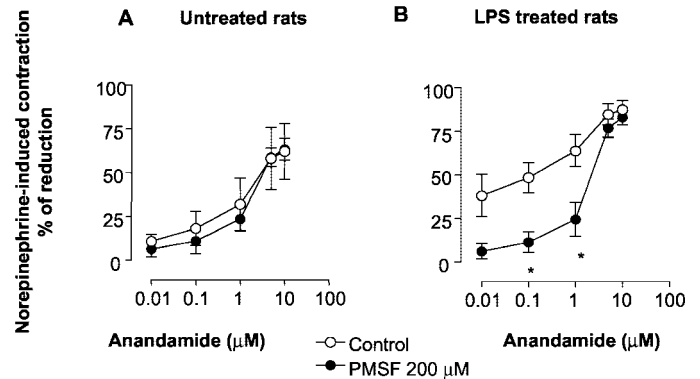 A Untreated rats
B LPS treated rats
Norepinephrine-induced contraction
% of reduction
100
75
50
25
0
0.01 0.1 1 10 100
Anandamide (μM)
100
75
50
25
0
* *
0.01 0.1 1 10 100
Anandamide (μM)
Control
PMSF 200 μM